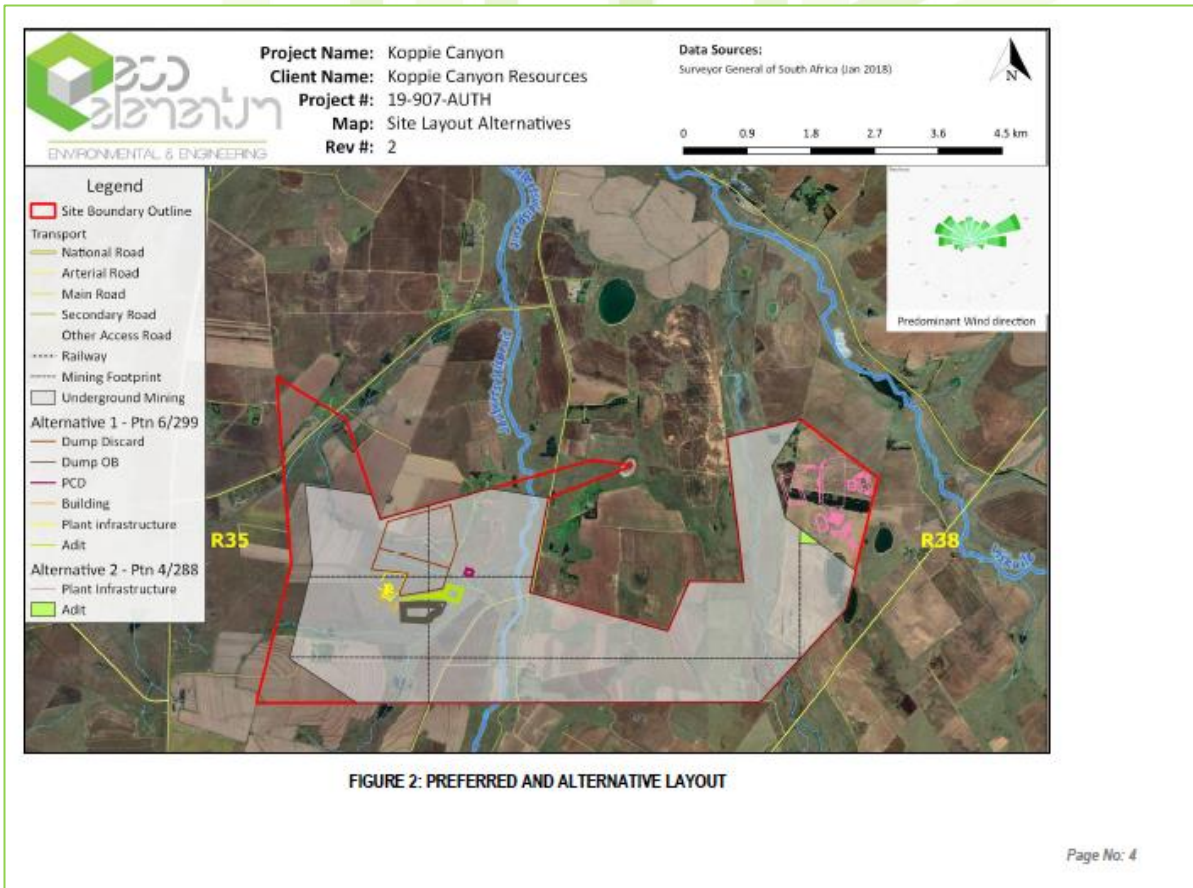 eco
elementum
ENVIRONMENTAL & ENGINEERING
Project Name: Koppie Canyon
Client Name: Koppie Canyon Resources
Project #: 19-907-AUTH
Map: Site Layout Alternatives
Rev #: 2
Data Sources:
Surveyor General of South Africa (Jan 2018)
N
0 0.9 1.8 2.7 3.6 4.5 km
Legend
Site Boundary Outline
Transport
National Road
Arterial Road
Main Road
Secondary Road
Other Access Road
Railway
Mining Footprint
Underground Mining
Alternative 1 - Ptn 6/299
Dump Discard
Dump OB
PCD
Building
Plant infrastructure
Adit
Alternative 2 - Ptn 4/288
Plant Infrastructure
Adit
Predominant Wind direction
R35
R38
FIGURE 2: PREFERRED AND ALTERNATIVE LAYOUT
Page No: 4